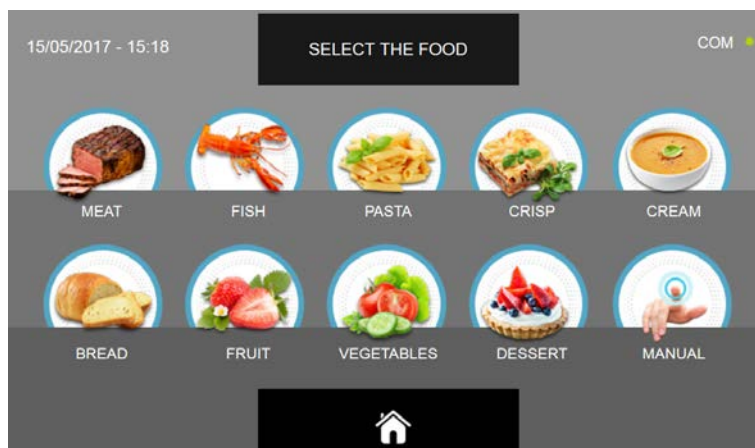 15/05/2017 - 15:18
SELECT THE FOOD
COM
MEAT
FISH
PASTA
CRISP
CREAM
BREAD
FRUIT
VEGETABLES
DESSERT
MANUAL